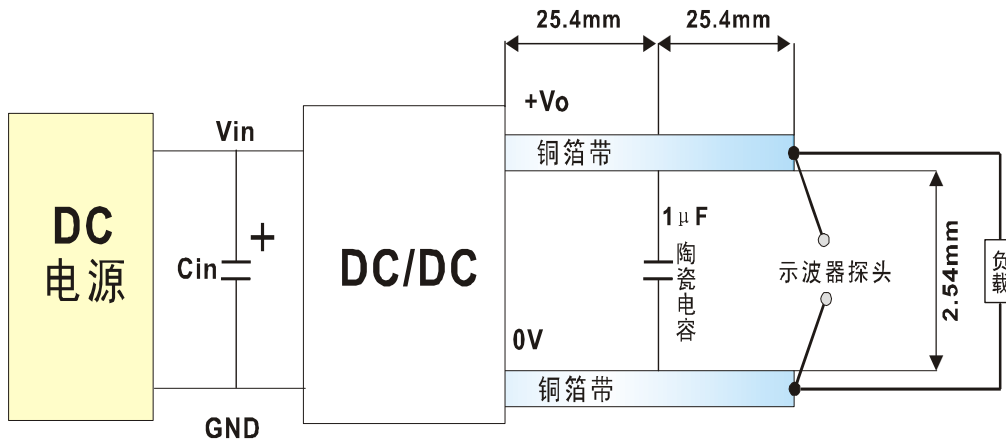 25.4mm
25.4mm
+Vo
Vin
铜箔带
DC
电源
Cin
+
DC/DC
1μF
陶瓷电容
示波器探头
2.54mm
负载
0V
铜箔带
GND